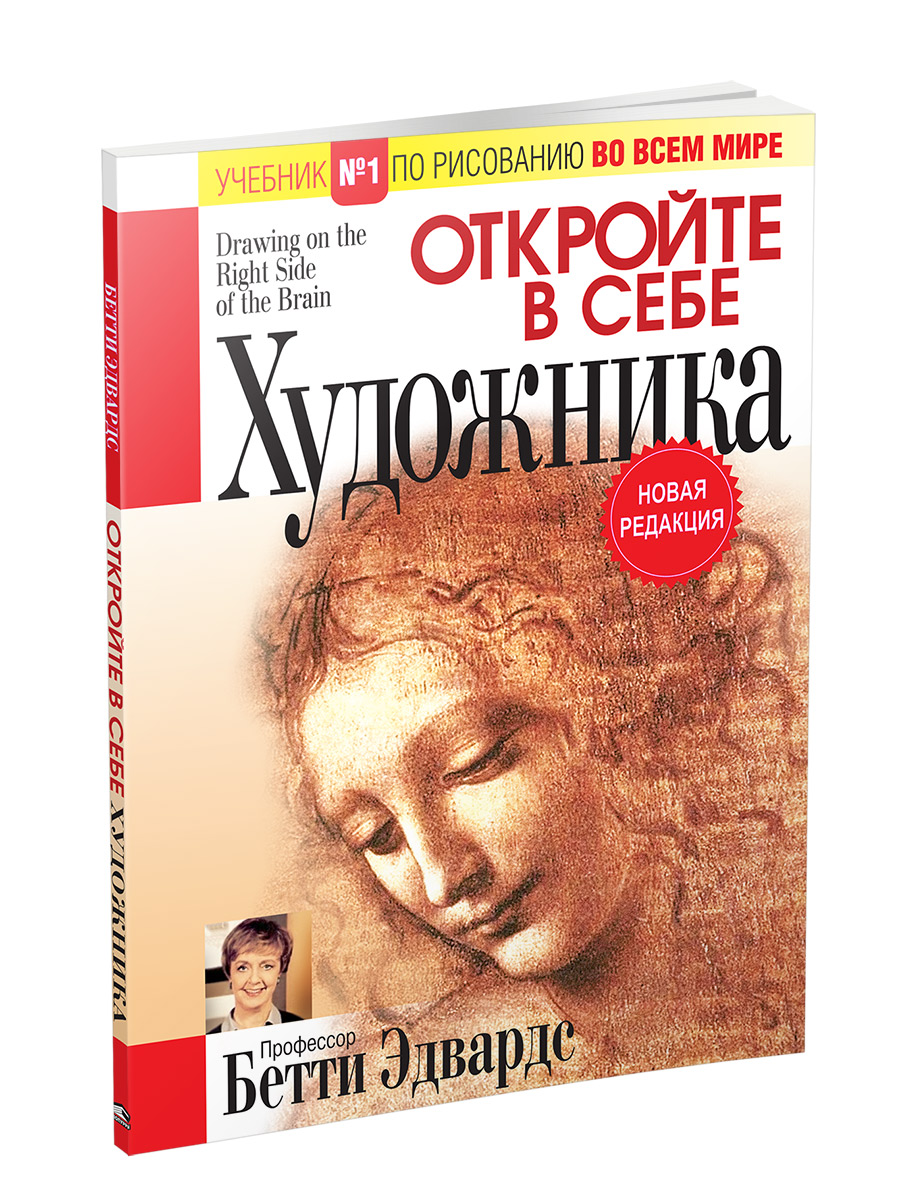 УЧЕБНИК №1 ПО РИСОВАНИЮ ВО ВСЕМ МИРЕ
Drawing on the
Right Side
of the Brain
ОТКРОЙТЕ
В СЕБЕ
Художника
НОВАЯ
РЕДАКЦИЯ
Профессор
Бетти Эдвардс
БЕТТИ ЭДВАРДС
ОТКРОЙТЕ В СЕБЕ ХУДОЖНИКА